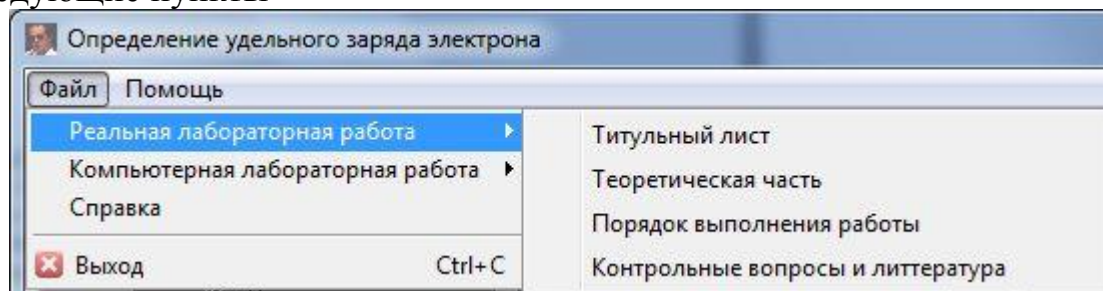 Определение удельного заряда электрона
Файл Помощь
Реальная лабораторная работа
Компьютерная лабораторная работа
Справка
Выход Ctrl+C
Титульный лист
Теоретическая часть
Порядок выполнения работы
Контрольные вопросы и литтература